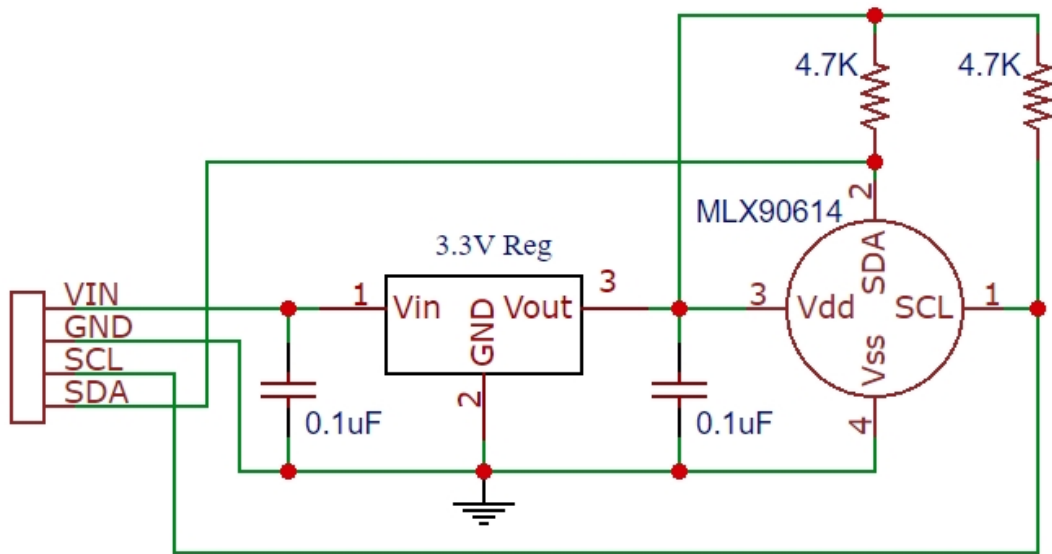 4.7K
4.7K
2
MLX90614
SDA
3.3V Reg
VIN
1
Vin
Vout
3
3
Vdd
SCL
1
GND
GND
SCL
Vss
SDA
2
0.1uF
0.1uF
4